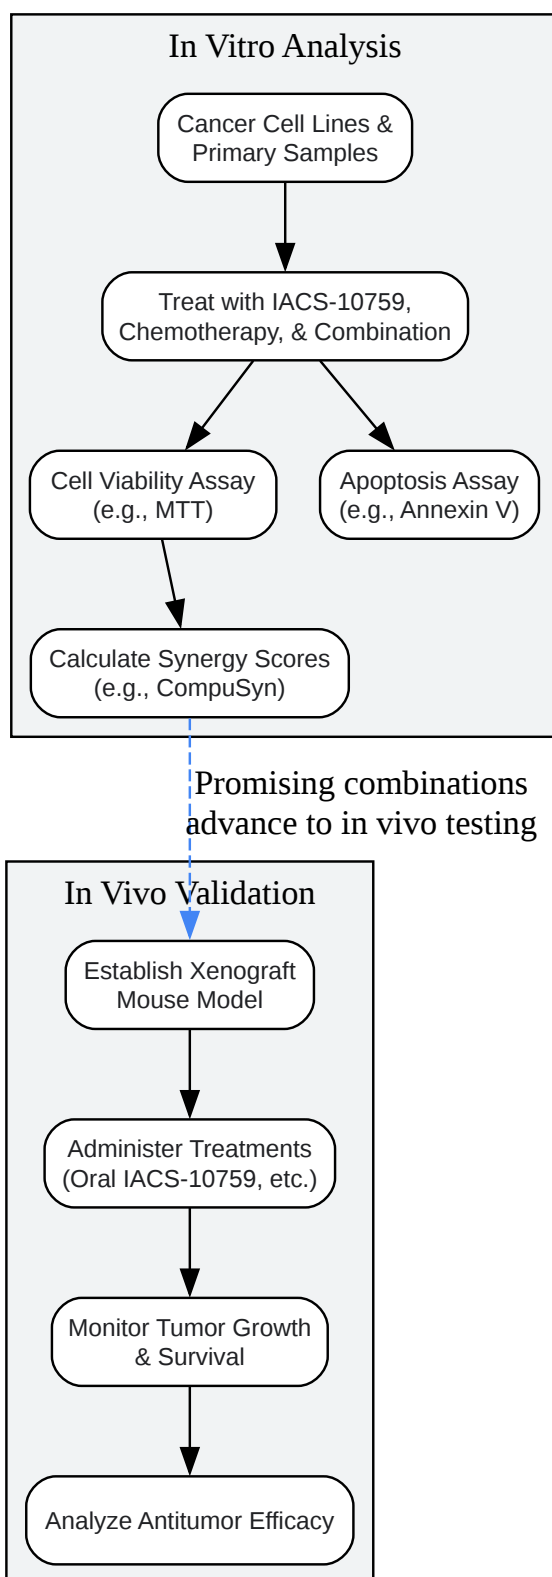 In Vitro Analysis
Cancer Cell Lines &
Primary Samples
Treat with IACS-10759,
Chemotherapy, & Combination
Cell Viability Assay
(e.g., MTT)
Apoptosis Assay
(e.g., Annexin V)
Calculate Synergy Scores
(e.g., CompuSyn)
Promising combinations
advance to in vivo testing
In Vivo Validation
Establish Xenograft
Mouse Model
Administer Treatments
(Oral IACS-10759, etc.)
Monitor Tumor Growth
& Survival
Analyze Antitumor Efficacy